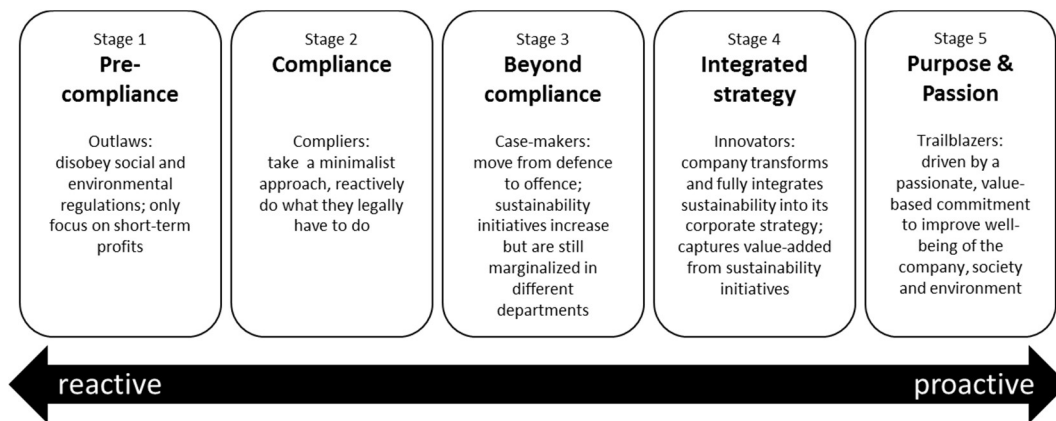 Stage 1
Pre-
compliance
Outlaws:
disobey social and
environmental
regulations; only
focus on short-term
profits
Stage 2
Compliance
Compliers:
take a minimalist
approach, reactively
do what they legally
have to do
Stage 3
Beyond
compliance
Case-makers:
move from defence
to offence;
sustainability
initiatives increase
but are still
marginalized in
different
departments
Stage 4
Integrated
strategy
Innovators:
company transforms
and fully integrates
sustainability into its
corporate strategy;
captures value-added
from sustainability
initiatives
Stage 5
Purpose &
Passion
Trailblazers:
driven by a
passionate, value-
based commitment
to improve well-
being of the
company, society
and environment
reactive
proactive